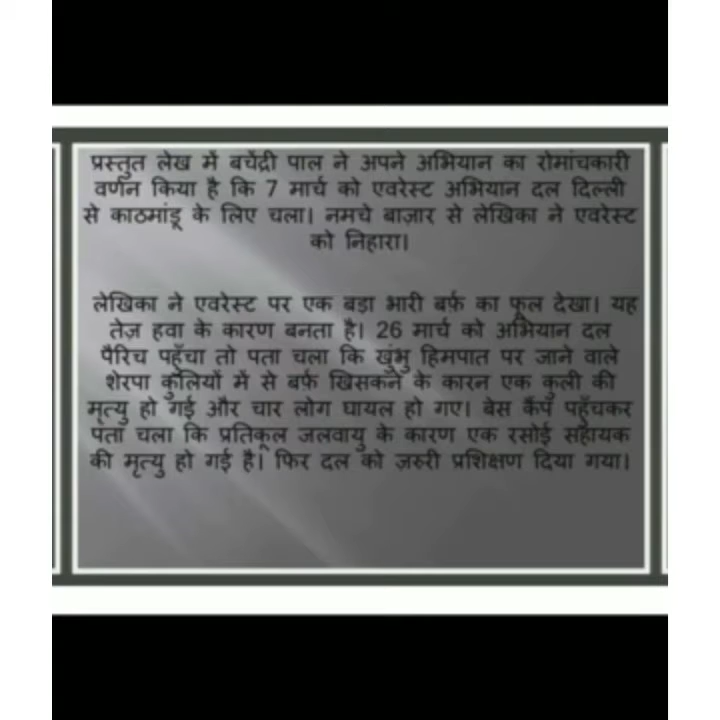 प्रस्तुत लेख में बचेंद्री पाल ने अपने अभियान का रोमांचकारी
वर्णन किया है कि 7 मार्च को एवरेस्ट अभियान दल दिल्ली
से काठमांडू के लिए चला। नमचे बाज़ार से लेखिका ने एवरेस्ट
को निहारा।
लेखिका ने एवरेस्ट पर एक बड़ा भारी बर्फ़ का फूल देखा। यह
तेज़ हवा के कारण बनता है। 26 मार्च को अभियान दल
पैरिच पहुँचा तो पता चला कि खुंभु हिमपात पर जाने वाले
शेरपा कुलियों में से बर्फ़ खिसकने के कारन एक कुली की
मृत्यु हो गई और चार लोग घायल हो गए। बेस कैंप पहुँचकर
पता चला कि प्रतिकूल जलवायु के कारण एक रसोई सहायक
की मृत्यु हो गई है। फिर दल को ज़रुरी प्रशिक्षण दिया गया।